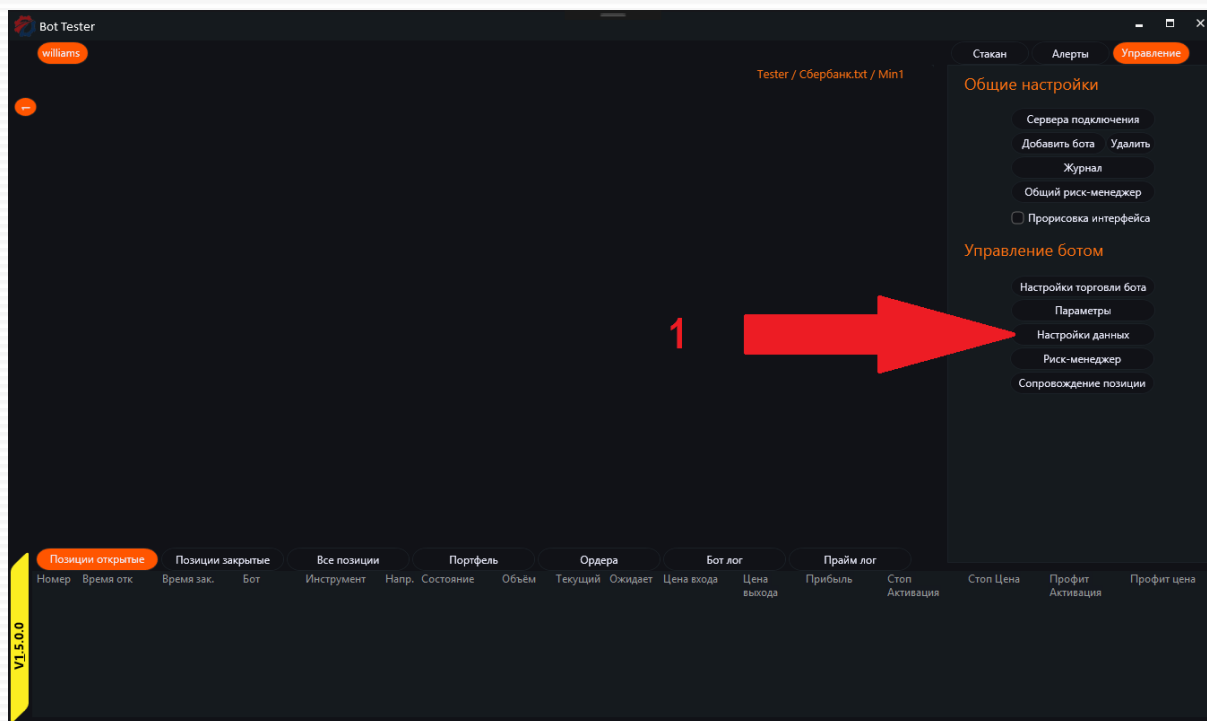 Bot Tester
williams
Стакан Алерты Управление
Tester / Сбербанк.txt / Min1
Общие настройки
Сервера подключения
Добавить бота Удалить
Журнал
Общий риск-менеджер
Прорисовка интерфейса
Управление ботом
Настройки торговли бота
Параметры
1
Настройки данных
Риск-менеджер
Сопровождение позиции
Позиции открытые Позиции закрытые Все позиции Портфель Ордера Бот лог Прайм лог
Номер Время отк Время зак. Бот Инструмент Напр. Состояние Объём Текущий Ожидает Цена входа Цена выхода Прибыль Стоп Активация Стоп Цена Профит Активация Профит цена
V1.5.0.0